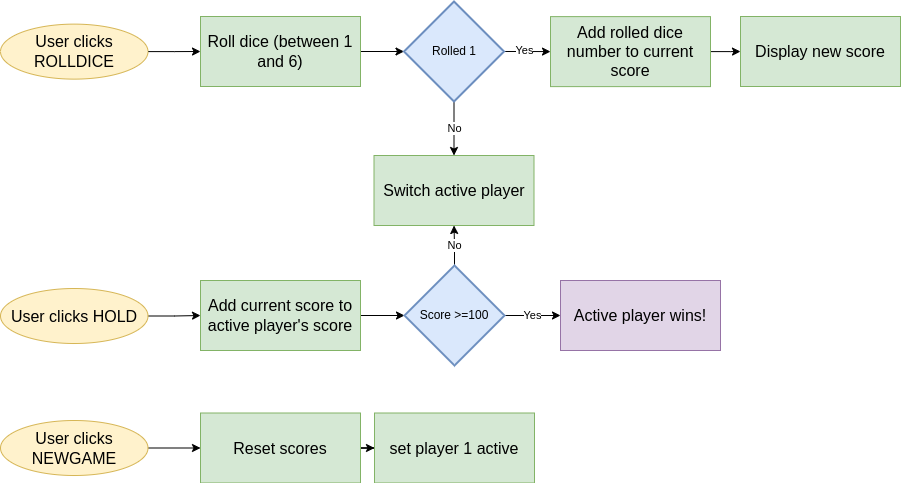 User clicks
ROLLDICE
Roll dice (between 1
and 6)
Rolled 1
Yes
Add rolled dice
number to current
score
Display new score
No
Switch active player
No
User clicks HOLD
Add current score to
active player's score
Score >=100
Yes
Active player wins!
User clicks
NEWGAME
Reset scores
set player 1 active